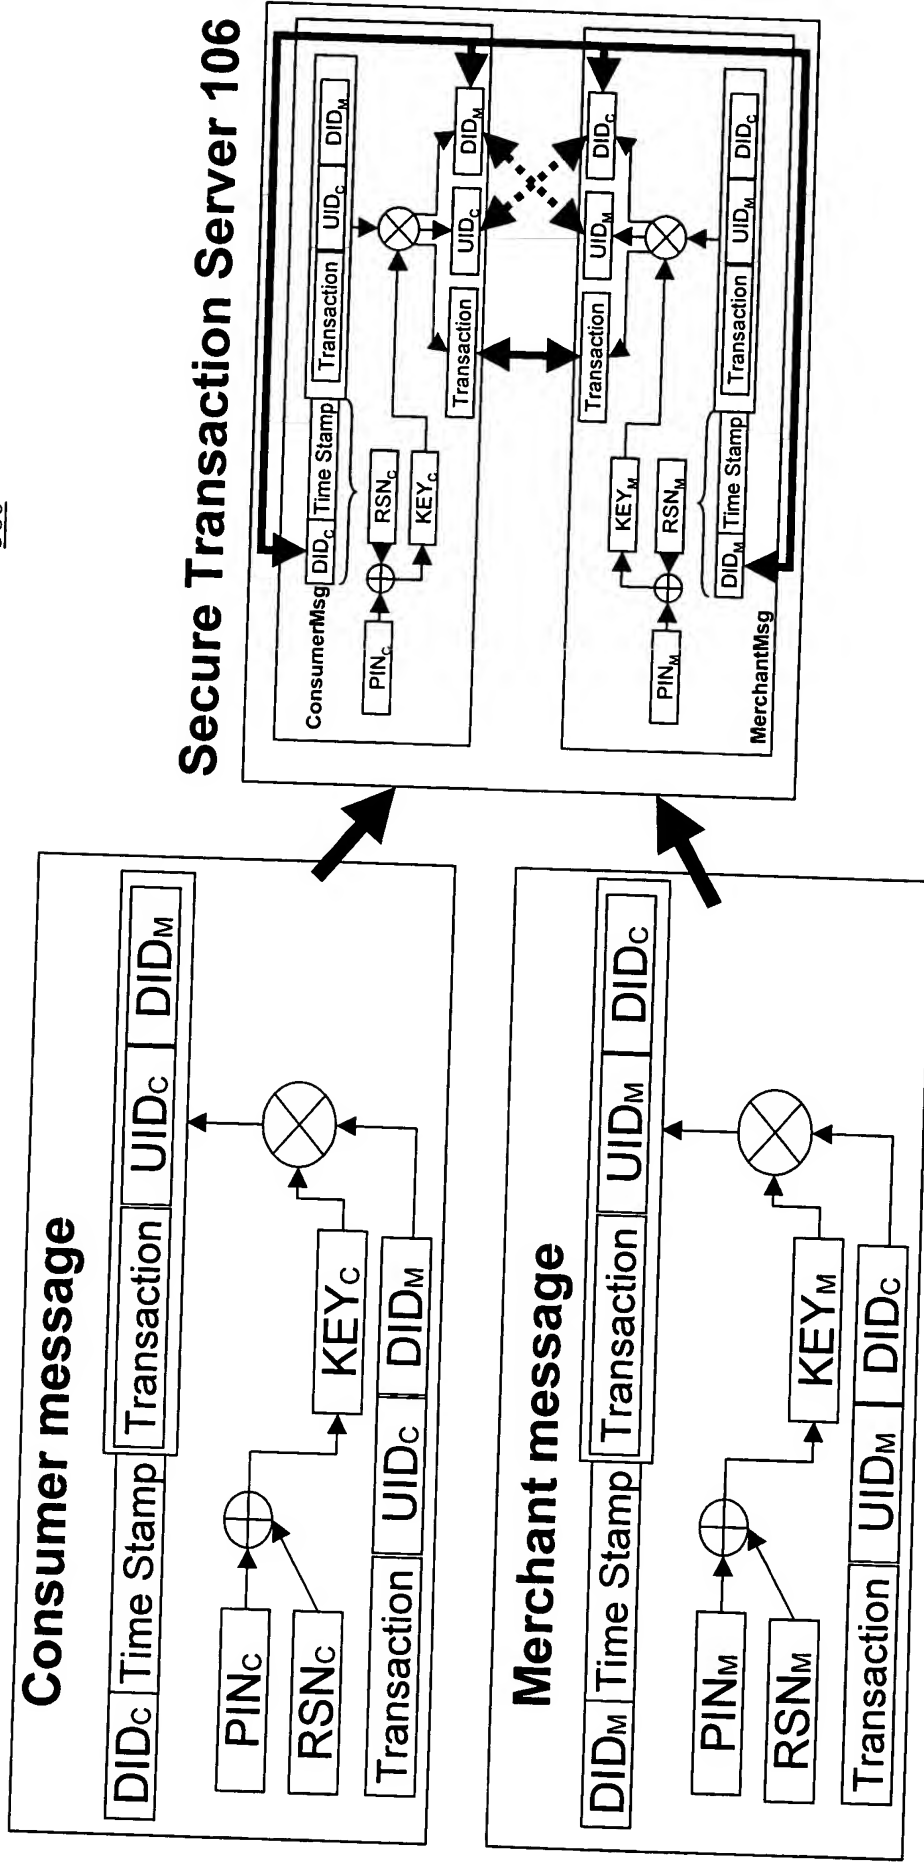 Consumer message
DIDC Time Stamp Transaction UIDC DIDM
PINC
RSNC
KEYC
Transaction UIDC DIDM
Merchant message
DIDM Time Stamp Transaction UIDM DIDC
PINM
RSNM
KEYM
Transaction UIDM DIDC
Secure Transaction Server 106
DIDC Time Stamp Transaction UIDC DIDM
ConsumerMsg
PINC
RSNC
KEYC
Transaction UIDC DIDM
Transaction UIDM DIDC
KEYM
RSNM
PINM
DIDM Time Stamp Transaction UIDM DIDC
MerchantMsg